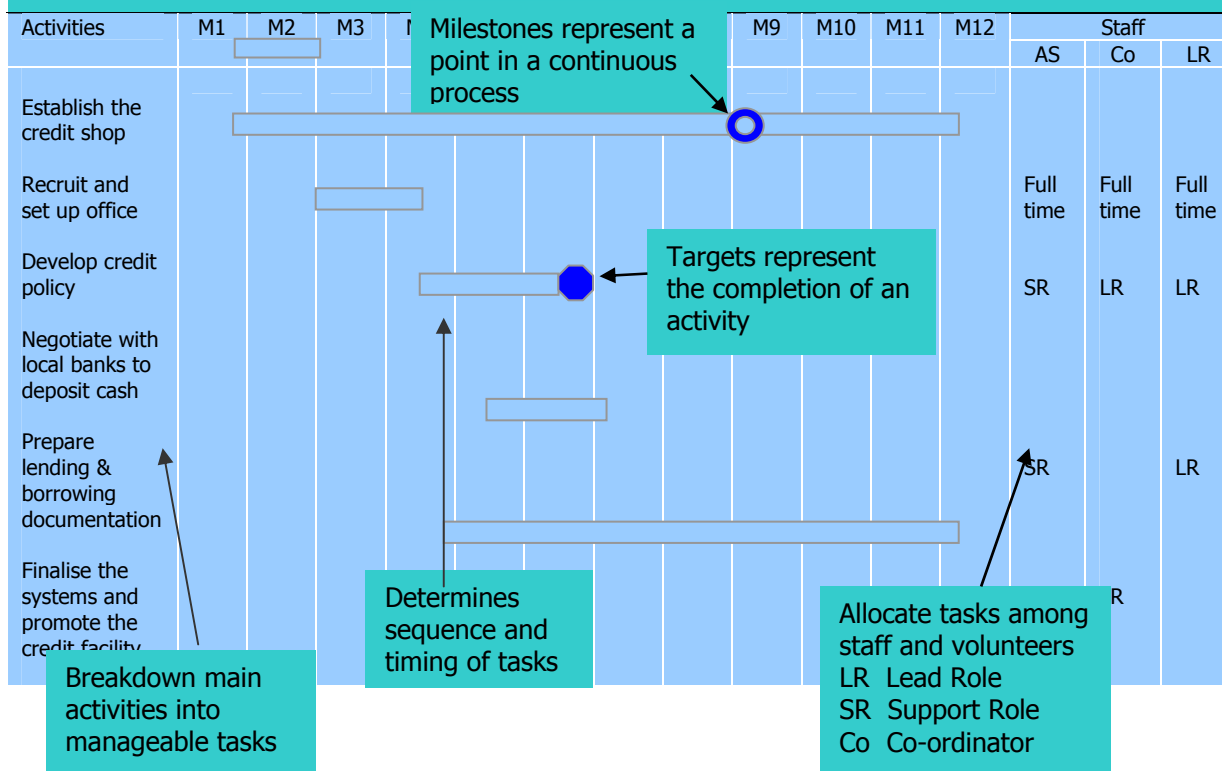 Activities M1 M2 M3 M9 M10 M11 M12 Staff
AS Co LR
Milestones represent a
point in a continuous
process
Establish the
credit shop
Recruit and
set up office
Full
time
Full
time
Full
time
Develop credit
policy
SR LR LR
Targets represent
the completion of an
activity
Negotiate with
local banks to
deposit cash
Prepare
lending &
borrowing
documentation
SR LR
Finalise the
systems and
promote the
credit facility
Breakdown main
activities into
manageable tasks
Determines
sequence and
timing of tasks
Allocate tasks among
staff and volunteers
LR Lead Role
SR Support Role
Co Co-ordinator